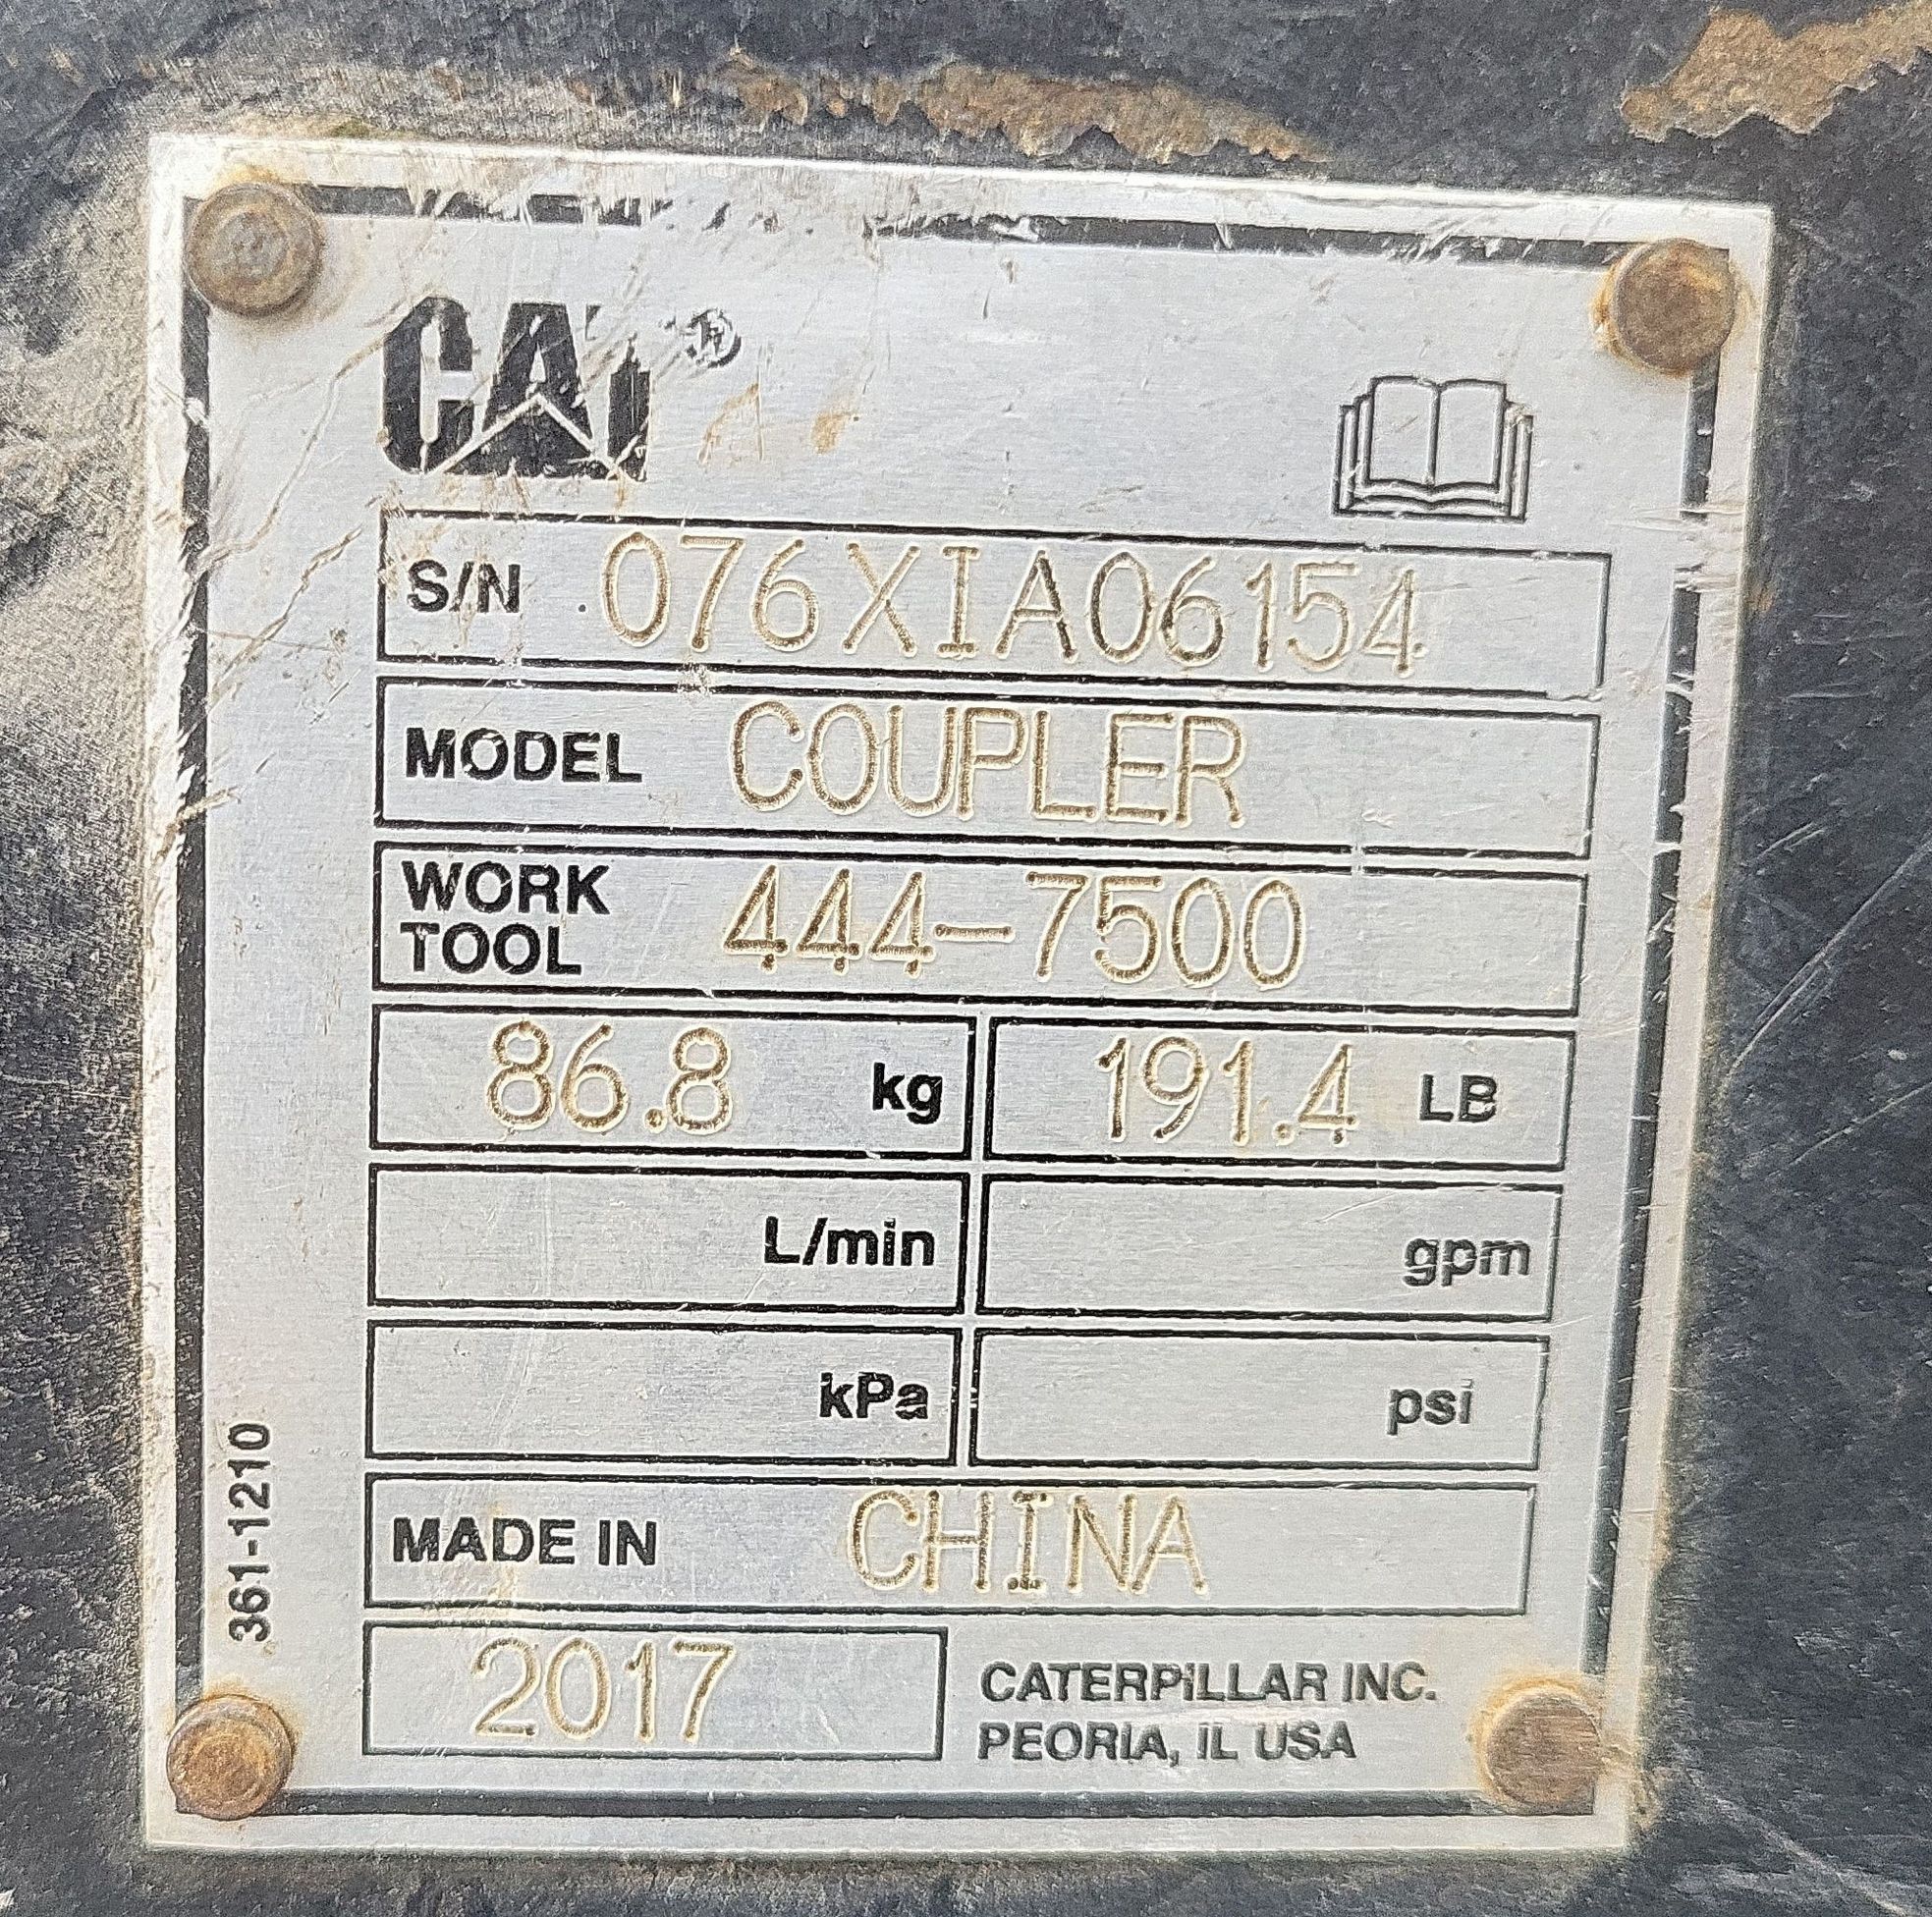 CAT®
S/N 076XIA06154
MODEL COUPLER
WORK TOOL 444-7500
86.8 kg 191.4 LB
L/min gpm
kPa psi
MADE IN CHINA
2017 CATERPILLAR INC.
PEORIA, IL USA
361-1210